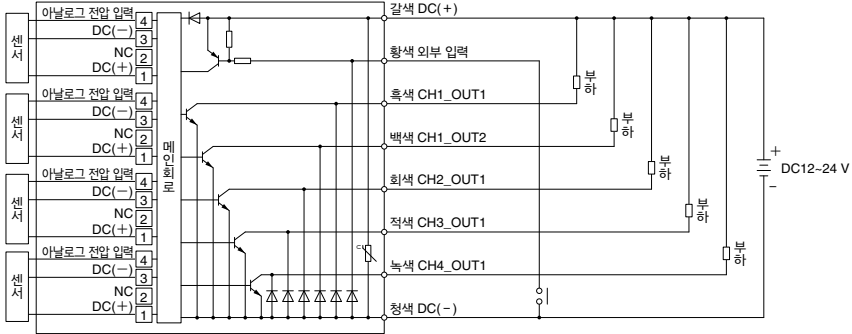 센서
아날로그 전압 입력 4
DC(−) 3
NC 2
DC(+) 1
센서
아날로그 전압 입력 4
DC(−) 3
NC 2
DC(+) 1
센서
아날로그 전압 입력 4
DC(−) 3
NC 2
DC(+) 1
센서
아날로그 전압 입력 4
DC(−) 3
NC 2
DC(+) 1
메인회로
갈색 DC(+)
황색 외부 입력
흑색 CH1_OUT1
백색 CH1_OUT2
회색 CH2_OUT1
적색 CH3_OUT1
녹색 CH4_OUT1
청색 DC(-)
부하
부하
부하
부하
부하
+
DC12~24 V
−